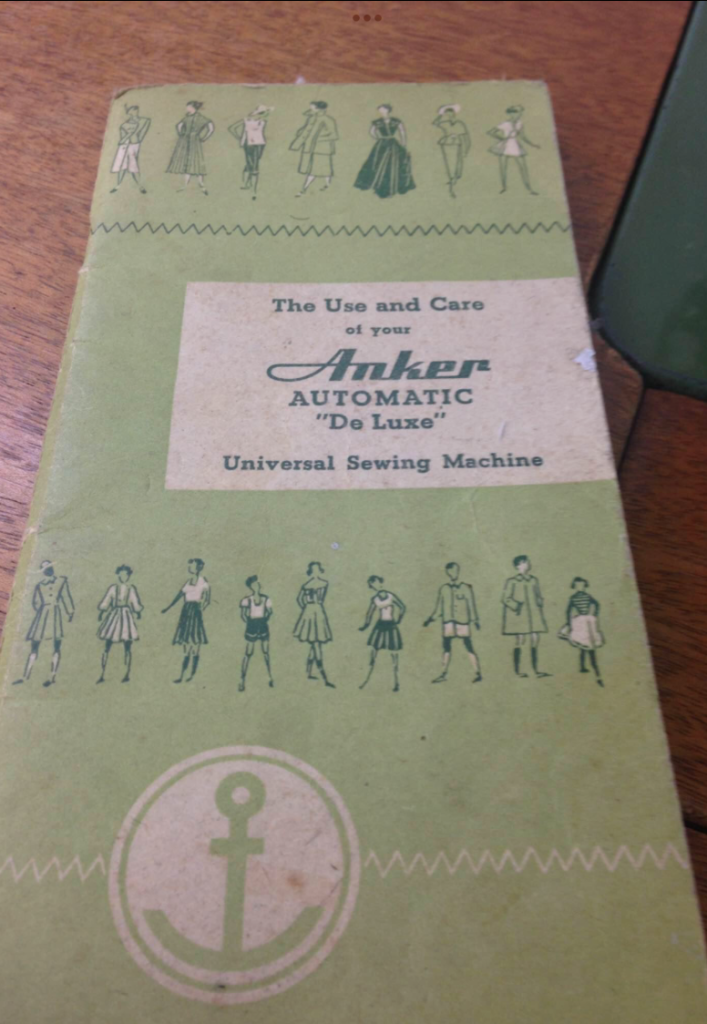 The Use and Care
of your
Anker
AUTOMATIC
"De Luxe"
Universal Sewing Machine